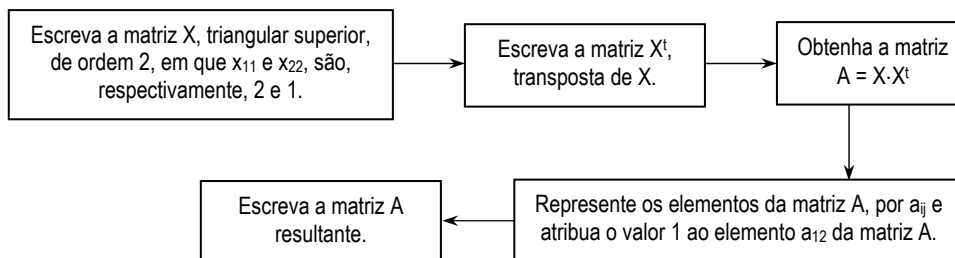 Escreva a matriz X, triangular superior,
de ordem 2, em que x₁₁ e x₂₂, são,
respectivamente, 2 e 1.
Escreva a matriz Xᵗ,
transposta de X.
Obtenha a matriz
A = X·Xᵗ
Represente os elementos da matriz A, por aᵢⱼ e
atribua o valor 1 ao elemento a₁₂ da matriz A.
Escreva a matriz A
resultante.